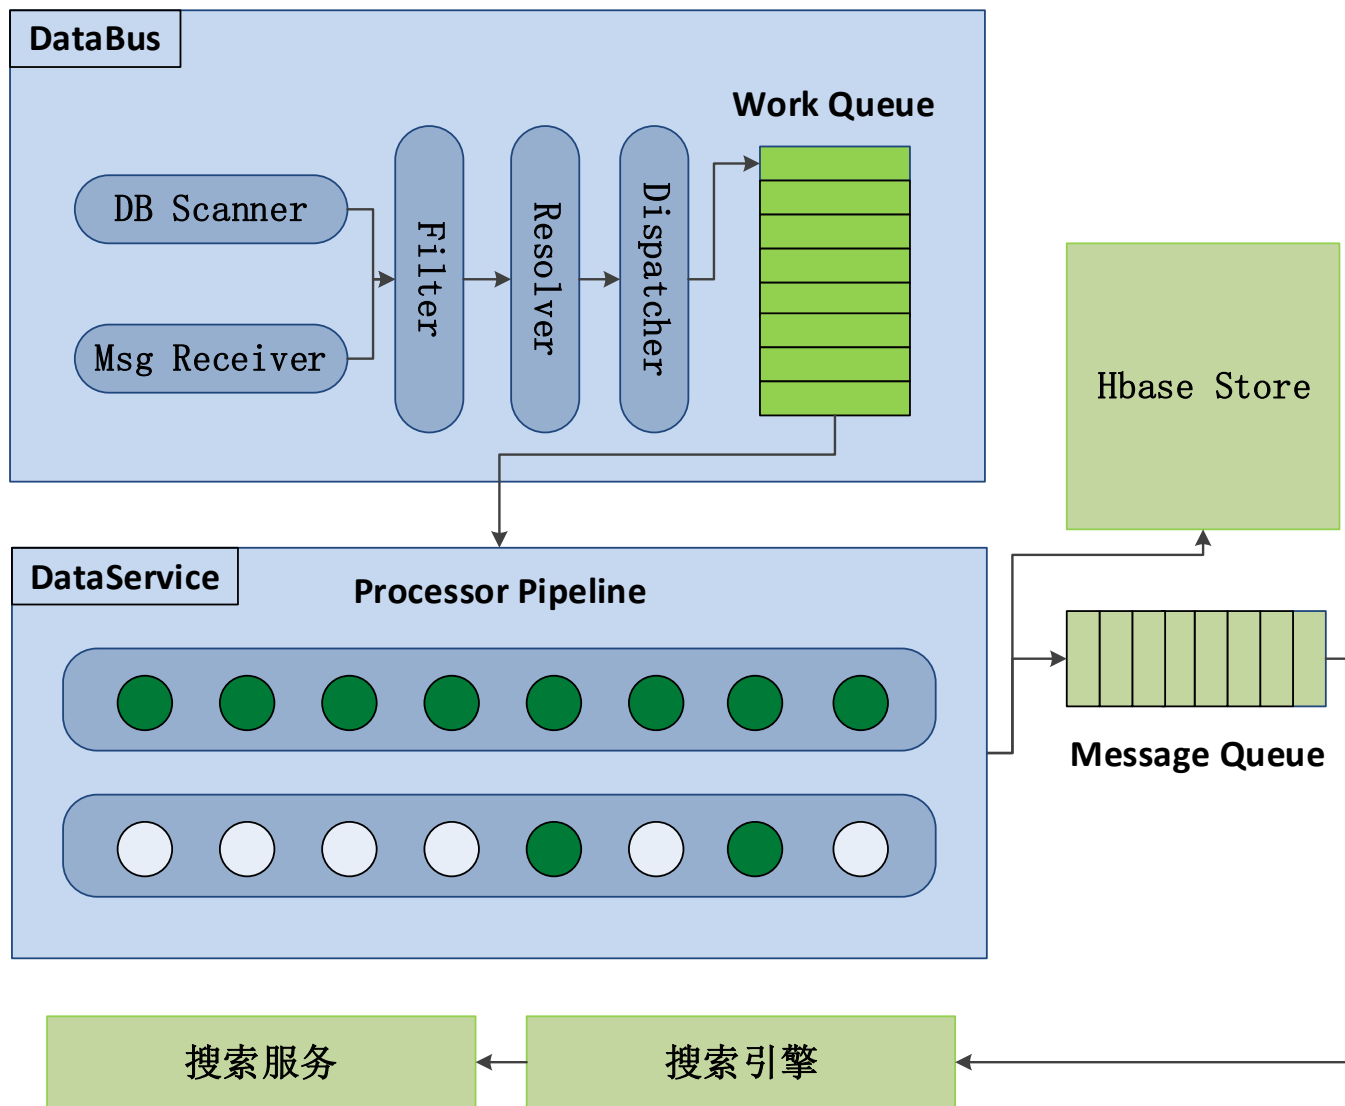 DataBus
Work Queue
DB Scanner
Msg Receiver
Filter
Resolver
Dispatcher
Hbase Store
DataService
Processor Pipeline
Message Queue
搜索服务
搜索引擎